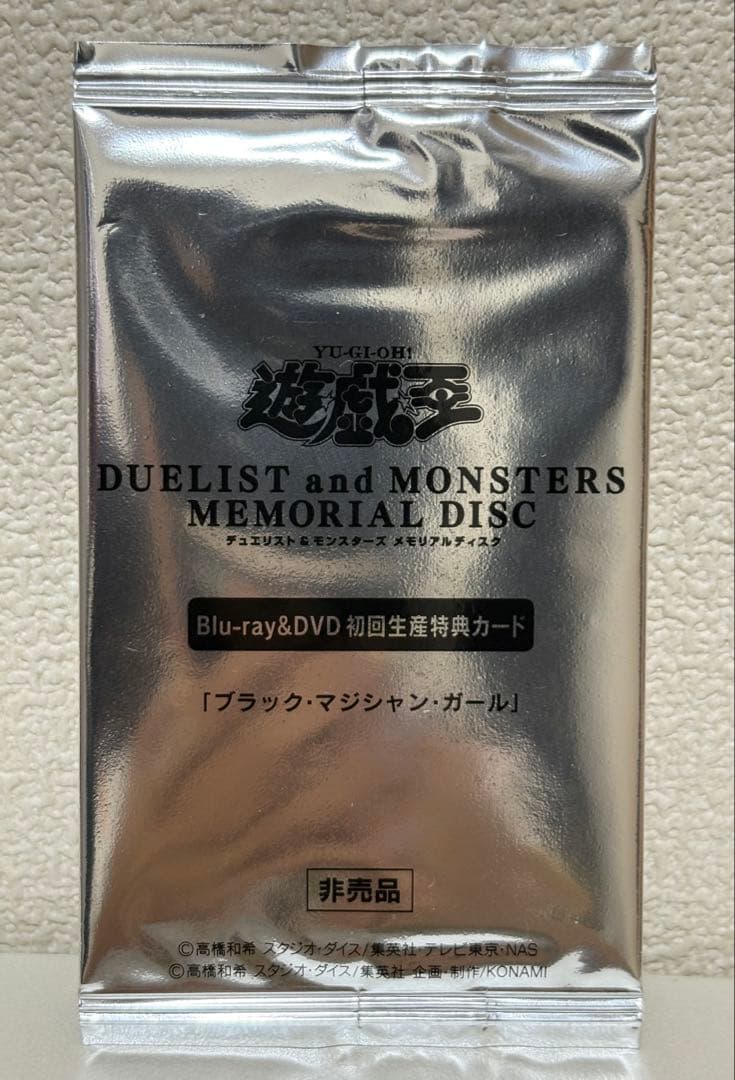 YU-GI-OH!
遊戯王
DUELIST and MONSTERS
MEMORIAL DISC
デュエリスト&モンスターズ メモリアルディスク
Blu-ray&DVD 初回生産特典カード
「ブラック・マジシャン・ガール」
非売品
©高橋和希 スタジオ・ダイス/集英社・テレビ東京・NAS
©高橋和希 スタジオ・ダイス/集英社 企画・制作/KONAMI